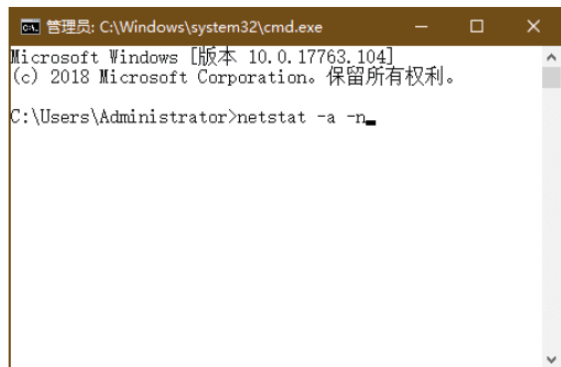 管理员: C:\Windows\system32\cmd.exe
Microsoft Windows [版本 10.0.17763.104]
(c) 2018 Microsoft Corporation。保留所有权利。
C:\Users\Administrator>netstat -a -n